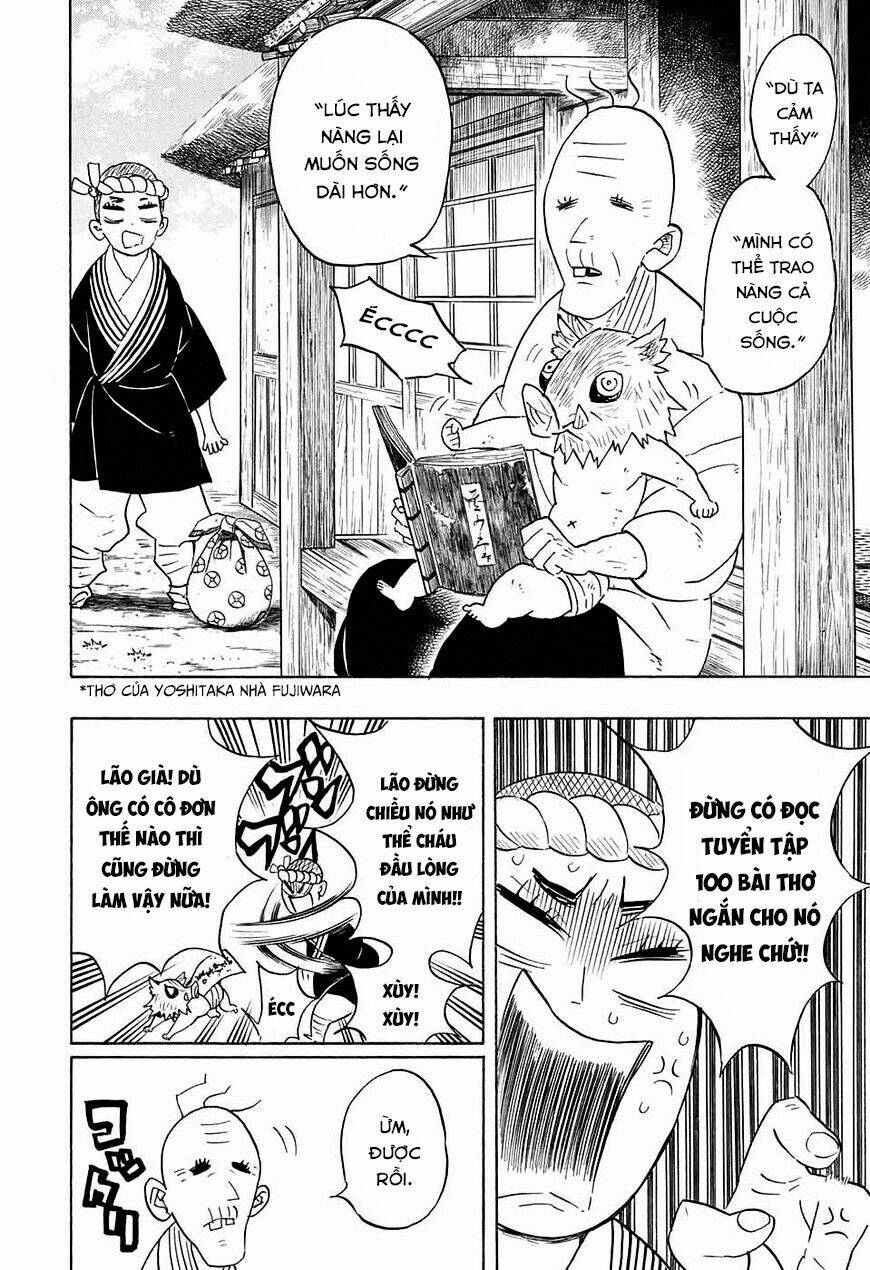 “DÙ TA
CẢM
THẤY”
“MÌNH CÓ
THỂ TRAO
NÀNG CẢ
CUỘC
SỐNG.”
“LÚC THẤY
NÀNG LẠI
MUỐN SỐNG
DÀI HƠN.”
ÉCCCC
*THƠ CỦA YOSHITAKA NHÀ FUJIWARA
ĐỪNG CÓ ĐỌC
TUYỂN TẬP
100 BÀI THƠ
NGẮN CHO NÓ
NGHE CHỨ!!
LÃO ĐỪNG
CHIỀU NÓ NHƯ
THỂ CHÁU
ĐẦU LÒNG
CỦA MÌNH!!
XÙY!
XÙY!
LÃO GIÀ! DÙ
ÔNG CÓ CÔ ĐƠN
THẾ NÀO THÌ
CŨNG ĐỪNG
LÀM VẬY NỮA!
ÉCC
ỪM,
ĐƯỢC
RỒI.